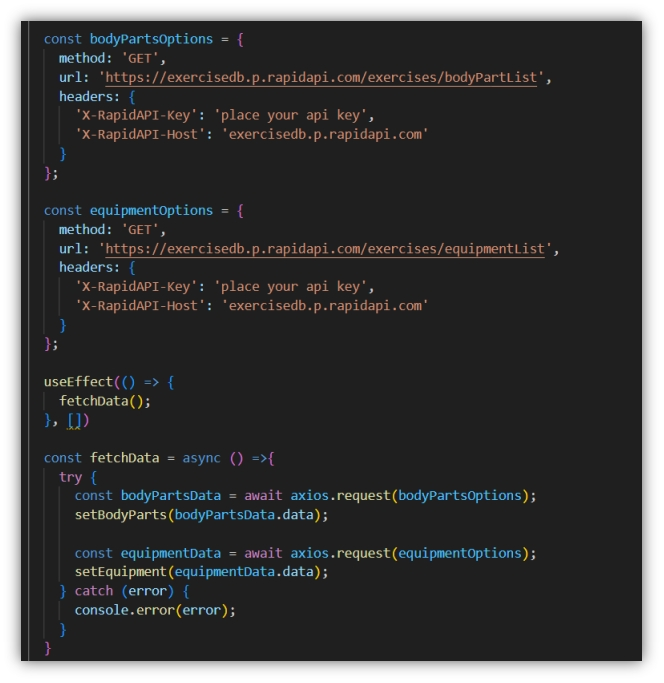 const bodyPartsOptions = {
  method: 'GET',
  url: 'https://exercisedb.p.rapidapi.com/exercises/bodyPartList',
  headers: {
    'X-RapidAPI-Key': 'place your api key',
    'X-RapidAPI-Host': 'exercisedb.p.rapidapi.com'
  }
};

const equipmentOptions = {
  method: 'GET',
  url: 'https://exercisedb.p.rapidapi.com/exercises/equipmentList',
  headers: {
    'X-RapidAPI-Key': 'place your api key',
    'X-RapidAPI-Host': 'exercisedb.p.rapidapi.com'
  }
};

useEffect(() => {
  fetchData();
}, [])

const fetchData = async () =>{
  try {
    const bodyPartsData = await axios.request(bodyPartsOptions);
    setBodyParts(bodyPartsData.data);

    const equipmentData = await axios.request(equipmentOptions);
    setEquipment(equipmentData.data);
  } catch (error) {
    console.error(error);
  }
}